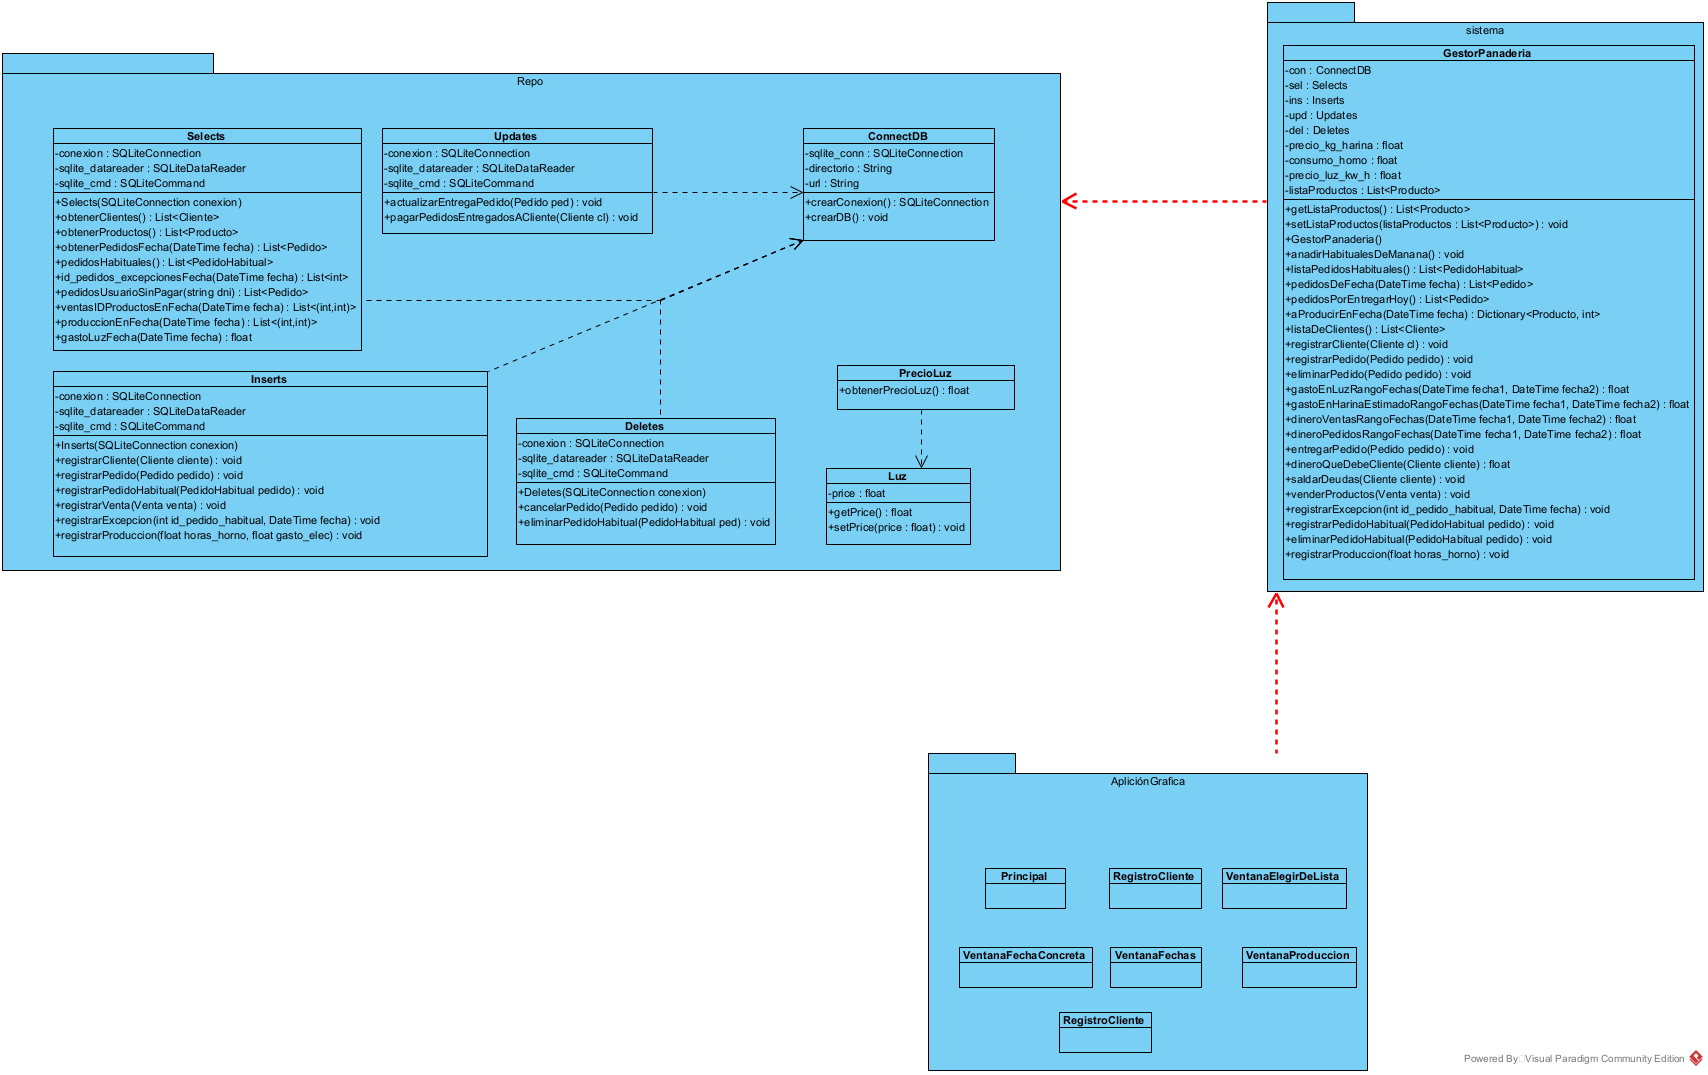 Repo
Selects
-conexion : SQLiteConnection
-sqlite_datareader : SQLiteDataReader
-sqlite_cmd : SQLiteCommand
+Selects(SQLiteConnection conexion)
+obtenerClientes() : List<Cliente>
+obtenerProductos() : List<Producto>
+obtenerPedidosFecha(DateTime fecha) : List<Pedido>
+pedidosHabituales() : List<PedidoHabitual>
+id_pedidos_excepcionesFecha(DateTime fecha) : List<int>
+pedidosUsuarioSinPagar(string dni) : List<Pedido>
+ventasIDProductosEnFecha(DateTime fecha) : List<(int,int)>
+produccionEnFecha(DateTime fecha) : List<(int,int)>
+gastoLuzFecha(DateTime fecha) : float
Updates
-conexion : SQLiteConnection
-sqlite_datareader : SQLiteDataReader
-sqlite_cmd : SQLiteCommand
+actualizarEntregaPedido(Pedido ped) : void
+pagarPedidosEntregadosACliente(Cliente cl) : void
ConnectDB
-sqlite_conn : SQLiteConnection
-directorio : String
-url : String
+crearConexion() : SQLiteConnection
+crearDB() : void
Inserts
-conexion : SQLiteConnection
-sqlite_datareader : SQLiteDataReader
-sqlite_cmd : SQLiteCommand
+Inserts(SQLiteConnection conexion)
+registrarCliente(Cliente cliente) : void
+registrarPedido(Pedido pedido) : void
+registrarPedidoHabitual(PedidoHabitual pedido) : void
+registrarVenta(Venta venta) : void
+registrarExcepcion(int id_pedido_habitual, DateTime fecha) : void
+registrarProduccion(float horas_horno, float gasto_elec) : void
Deletes
-conexion : SQLiteConnection
-sqlite_datareader : SQLiteDataReader
-sqlite_cmd : SQLiteCommand
+Deletes(SQLiteConnection conexion)
+cancelarPedido(Pedido pedido) : void
+eliminarPedidoHabitual(PedidoHabitual ped) : void
PrecioLuz
+obtenerPrecioLuz() : float
Luz
-price : float
+getPrice() : float
+setPrice(price : float) : void
sistema
GestorPanaderia
-con : ConnectDB
-sel : Selects
-ins : Inserts
-upd : Updates
-del : Deletes
-precio_kg_harina : float
-consumo_horno : float
-precio_luz_kw_h : float
-listaProductos : List<Producto>
+getListaProductos() : List<Producto>
+setListaProductos(listaProductos : List<Producto>) : void
+GestorPanaderia()
+anadirHabitualesDeManana() : void
+listaPedidosHabituales() : List<PedidoHabitual>
+pedidosDeFecha(DateTime fecha) : List<Pedido>
+pedidosPorEntregarHoy() : List<Pedido>
+aProducirEnFecha(DateTime fecha) : Dictionary<Producto, int>
+listaDeClientes() : List<Cliente>
+registrarCliente(Cliente cl) : void
+registrarPedido(Pedido pedido) : void
+eliminarPedido(Pedido pedido) : void
+gastoEnLuzRangoFechas(DateTime fecha1, DateTime fecha2) : float
+gastoEnHarinaEstimadoRangoFechas(DateTime fecha1, DateTime fecha2) : float
+dineroVentasRangoFechas(DateTime fecha1, DateTime fecha2) : float
+dineroPedidosRangoFechas(DateTime fecha1, DateTime fecha2) : float
+entregarPedido(Pedido pedido) : void
+dineroQueDebeCliente(Cliente cliente) : float
+saldarDeudas(Cliente cliente) : void
+venderProductos(Venta venta) : void
+registrarExcepcion(int id_pedido_habitual, DateTime fecha) : void
+registrarPedidoHabitual(PedidoHabitual pedido) : void
+eliminarPedidoHabitual(PedidoHabitual pedido) : void
+registrarProduccion(float horas_horno) : void
ApliciónGrafica
Principal
RegistroCliente
VentanaElegirDeLista
VentanaFechaConcreta
VentanaFechas
VentanaProduccion
RegistroCliente
Powered By Visual Paradigm Community Edition